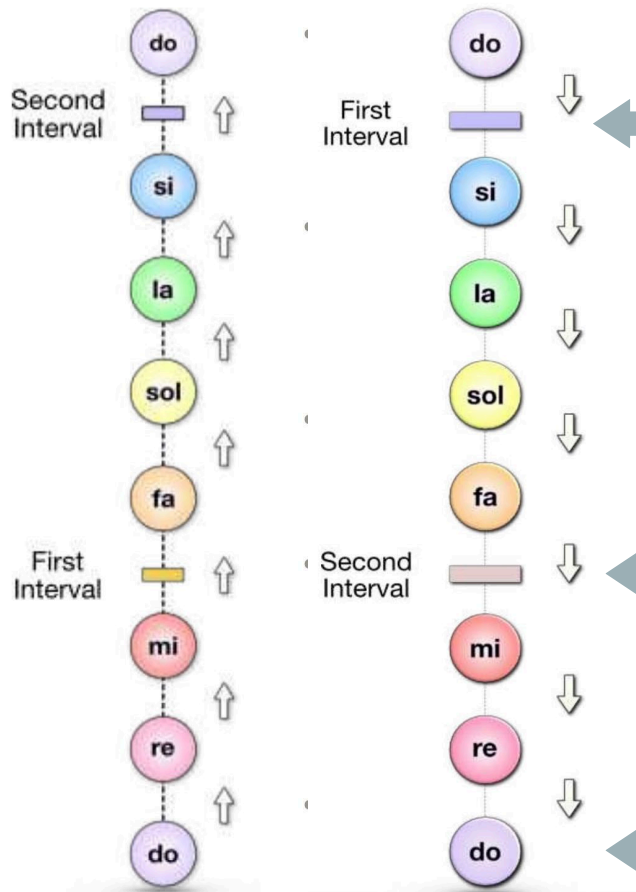 do
Second
Interval
si
la
sol
fa
First
Interval
mi
re
do
do
First
Interval
si
la
sol
fa
Second
Interval
mi
re
do